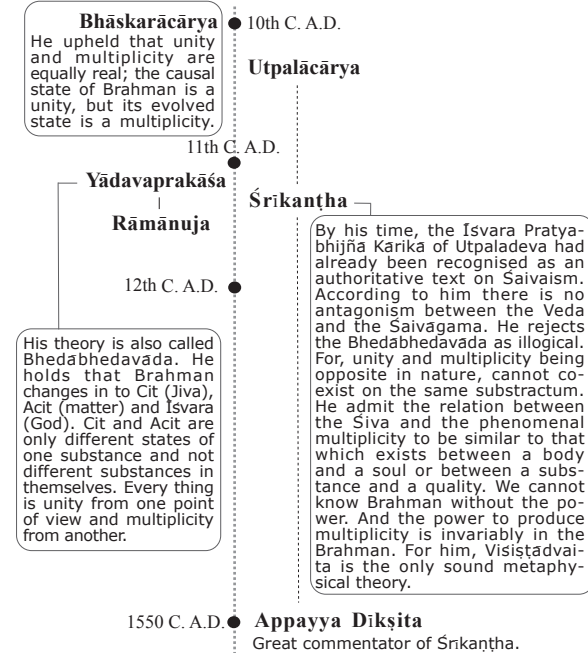 Bhāskarācārya
10th C. A.D.
He upheld that unity
and multiplicity are
equally real; the causal
state of Brahman is a
unity, but its evolved
state is a multiplicity.
Utpalācārya
11th C. A.D.
Yādavaprakāśa
Rāmānuja
Śrīkaṇṭha
12th C. A.D.
By his time, the Īsvara Pratya-
bhijñā Kārikā of Utpaladeva had
already been recognised as an
authoritative text on Śaivaism.
According to him there is no
antagonism between the Veda
and the Śaivāgama. He rejects
the Bhedābhedavāda as illogical.
For, unity and multiplicity being
opposite in nature, cannot co-
exist on the same substractum.
He admit the relation between
the Śiva and the phenomenal
multiplicity to be similar to that
which exists between a body
and a soul or between a subs-
tance and a quality. We cannot
know Brahman without the po-
wer. And the power to produce
multiplicity is invariably in the
Brahman. For him, Visiṣṭādvai-
ta is the only sound metaphy-
sical theory.
His theory is also called
Bhedābhedavāda. He
holds that Brahman
changes in to Cit (Jiva),
Acit (matter) and Īsvara
(God). Cit and Acit are
only different states of
one substance and not
different substances in
themselves. Every thing
is unity from one point
of view and multiplicity
from another.
1550 C. A.D.
Appayya Dīkṣita
Great commentator of Śrīkaṇṭha.